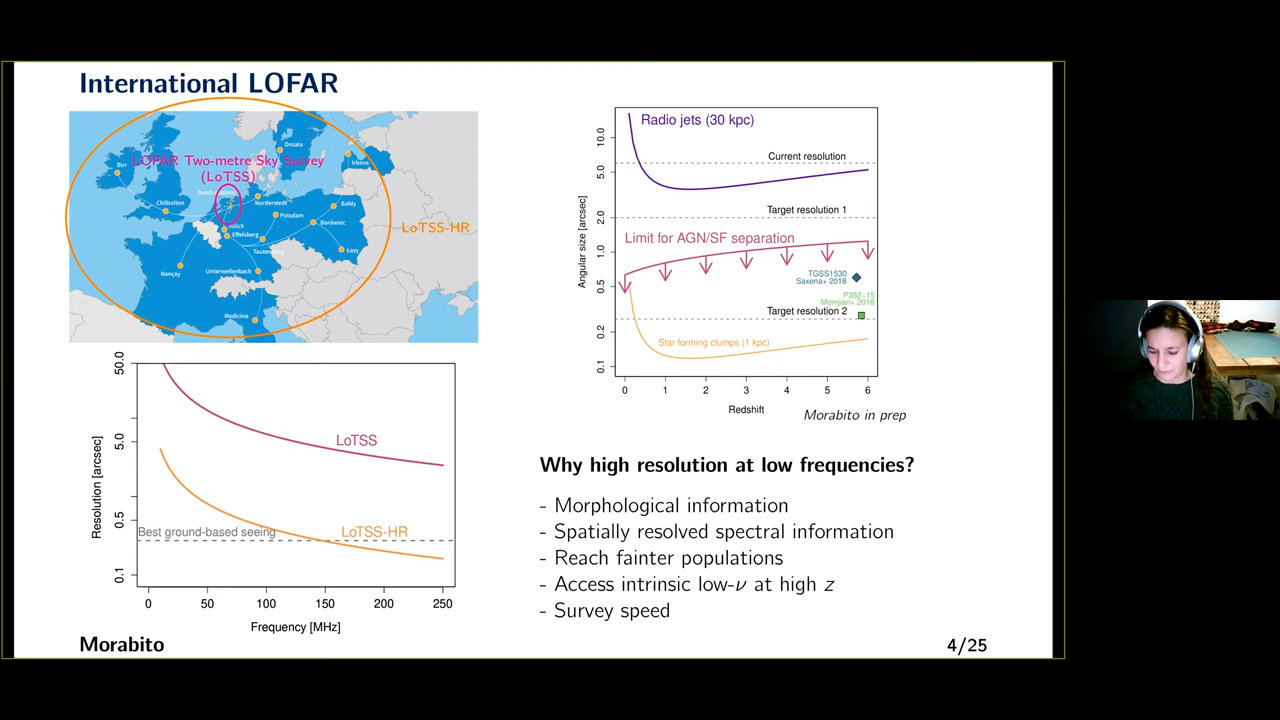 International LOFAR
Onsala
Birr
LOFAR Two-metre Sky Survey
(LoTSS)
Irbene
Dutch stations
Chilbolton
Norderstedt
Bałdy
Potsdam
Borówiec
Jülich
Effelsberg
LoTSS-HR
Tautenburg
Łazy
Nançay
Unterweilenbach
Medicina
Radio jets (30 kpc)
Current resolution
Target resolution 1
Limit for AGN/SF separation
TGSS1530
Saxena+ 2018
P352−15
Momjian+ 2018
Target resolution 2
Star forming clumps (1 kpc)
Angular size [arcsec]
10.0
5.0
2.0
1.0
0.5
0.2
0.1
0 1 2 3 4 5 6
Redshift
Morabito in prep
Resolution [arcsec]
50.0
5.0
0.5
0.1
LoTSS
LoTSS-HR
Best ground-based seeing
0 50 100 150 200 250
Frequency [MHz]
Why high resolution at low frequencies?
- Morphological information
- Spatially resolved spectral information
- Reach fainter populations
- Access intrinsic low-ν at high z
- Survey speed
Morabito
4/25